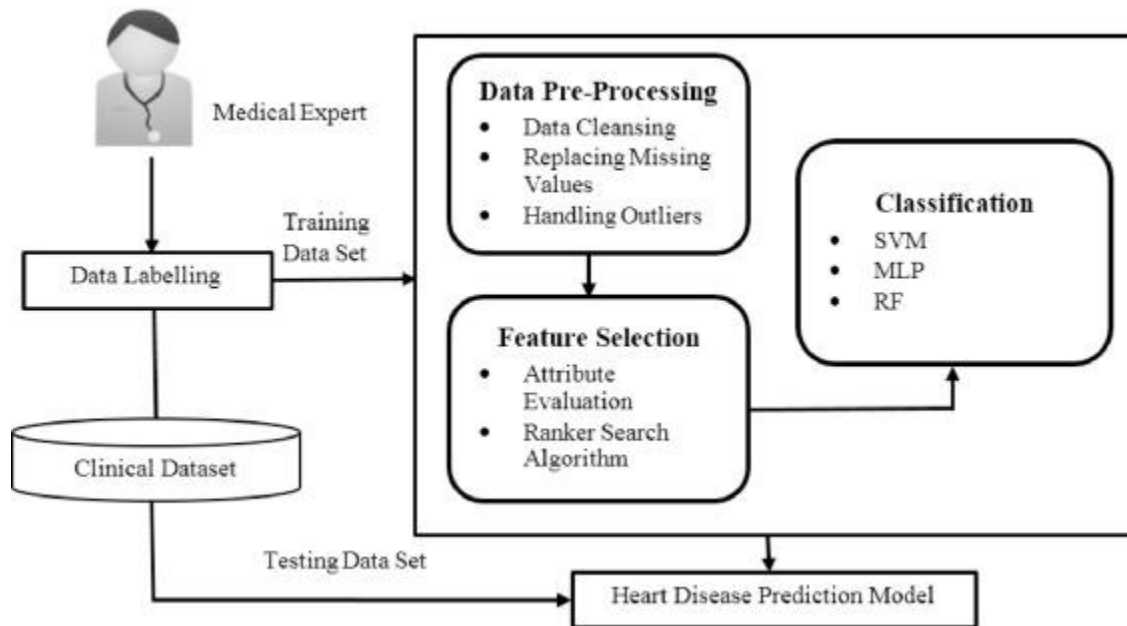 Medical Expert
Training
Data Set
Data Labelling
Clinical Dataset
Testing Data Set
Data Pre-Processing
• Data Cleansing
• Replacing Missing
Values
• Handling Outliers
Feature Selection
• Attribute
Evaluation
• Ranker Search
Algorithm
Classification
• SVM
• MLP
• RF
Heart Disease Prediction Model